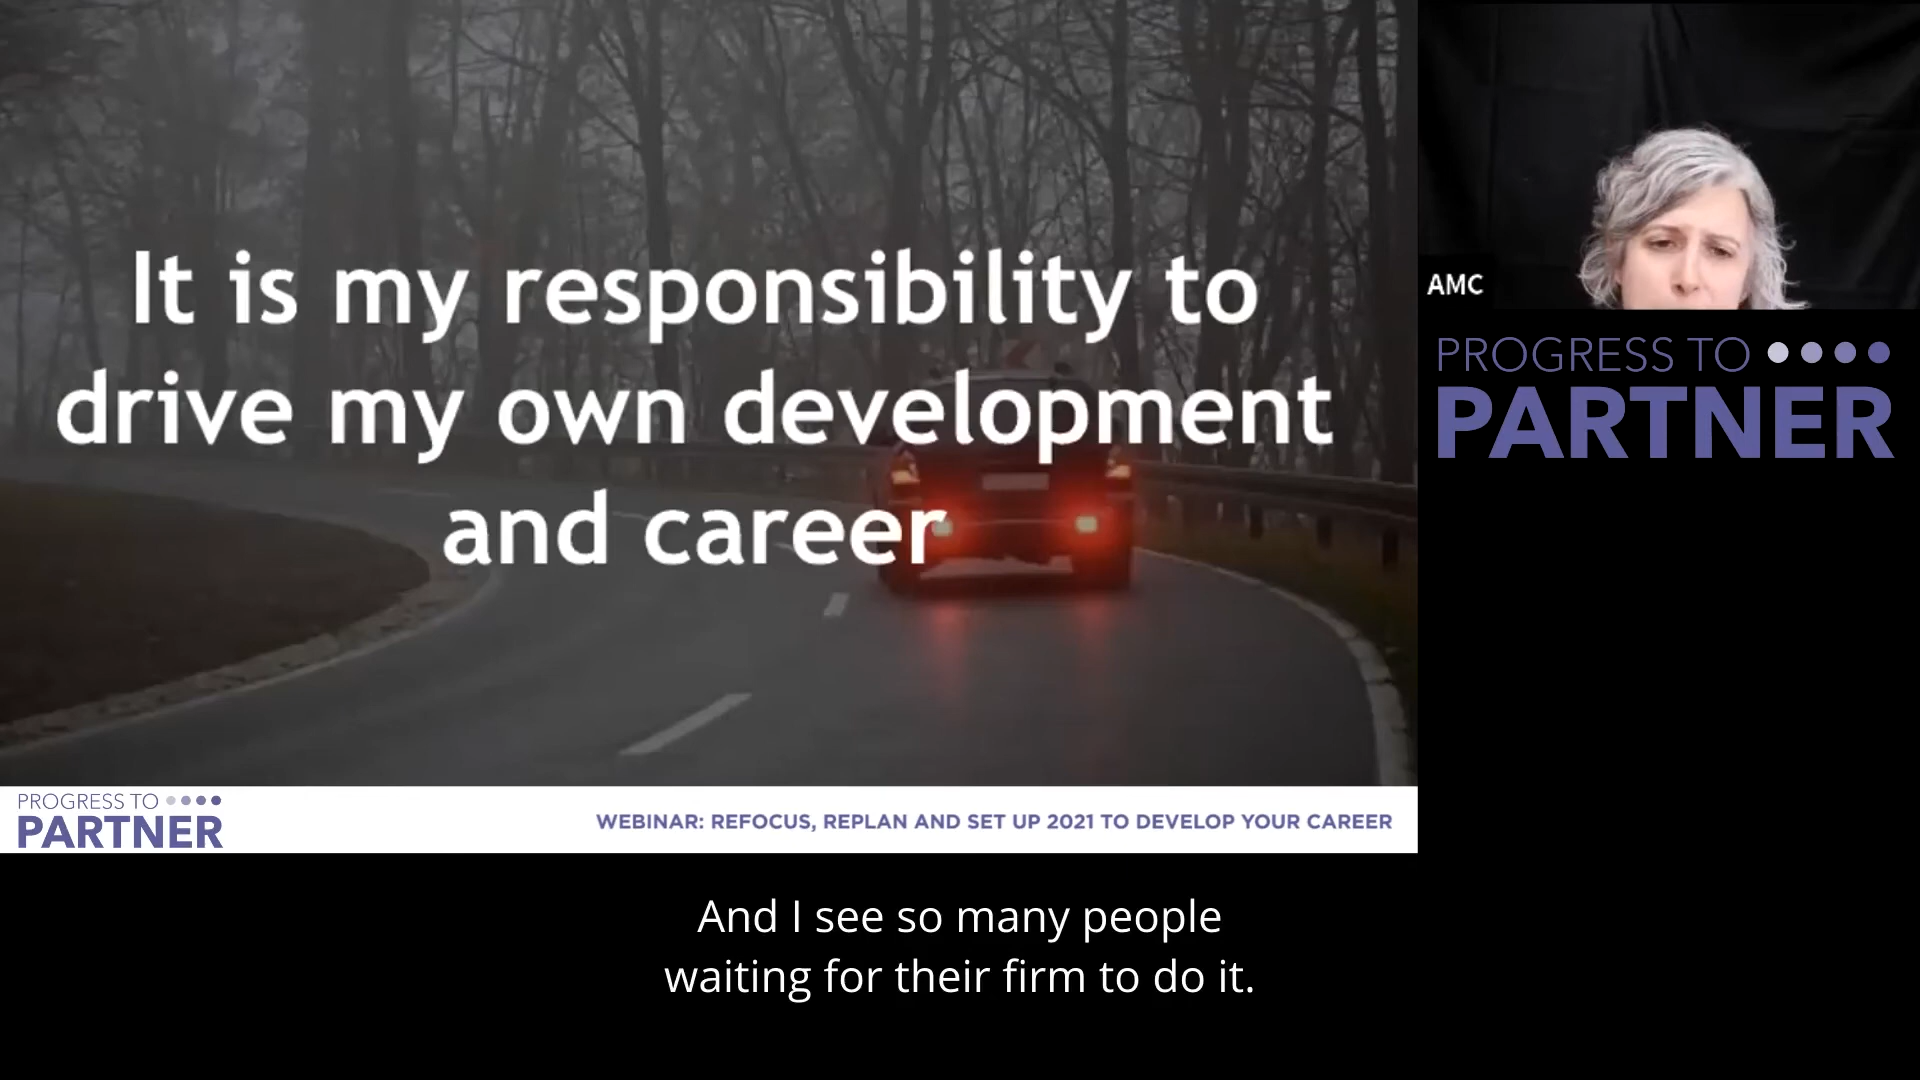 It is my responsibility to
drive my own development
and career
AMC
PROGRESS TO
PARTNER
PROGRESS TO
PARTNER
WEBINAR: REFOCUS, REPLAN AND SET UP 2021 TO DEVELOP YOUR CAREER
And I see so many people
waiting for their firm to do it.